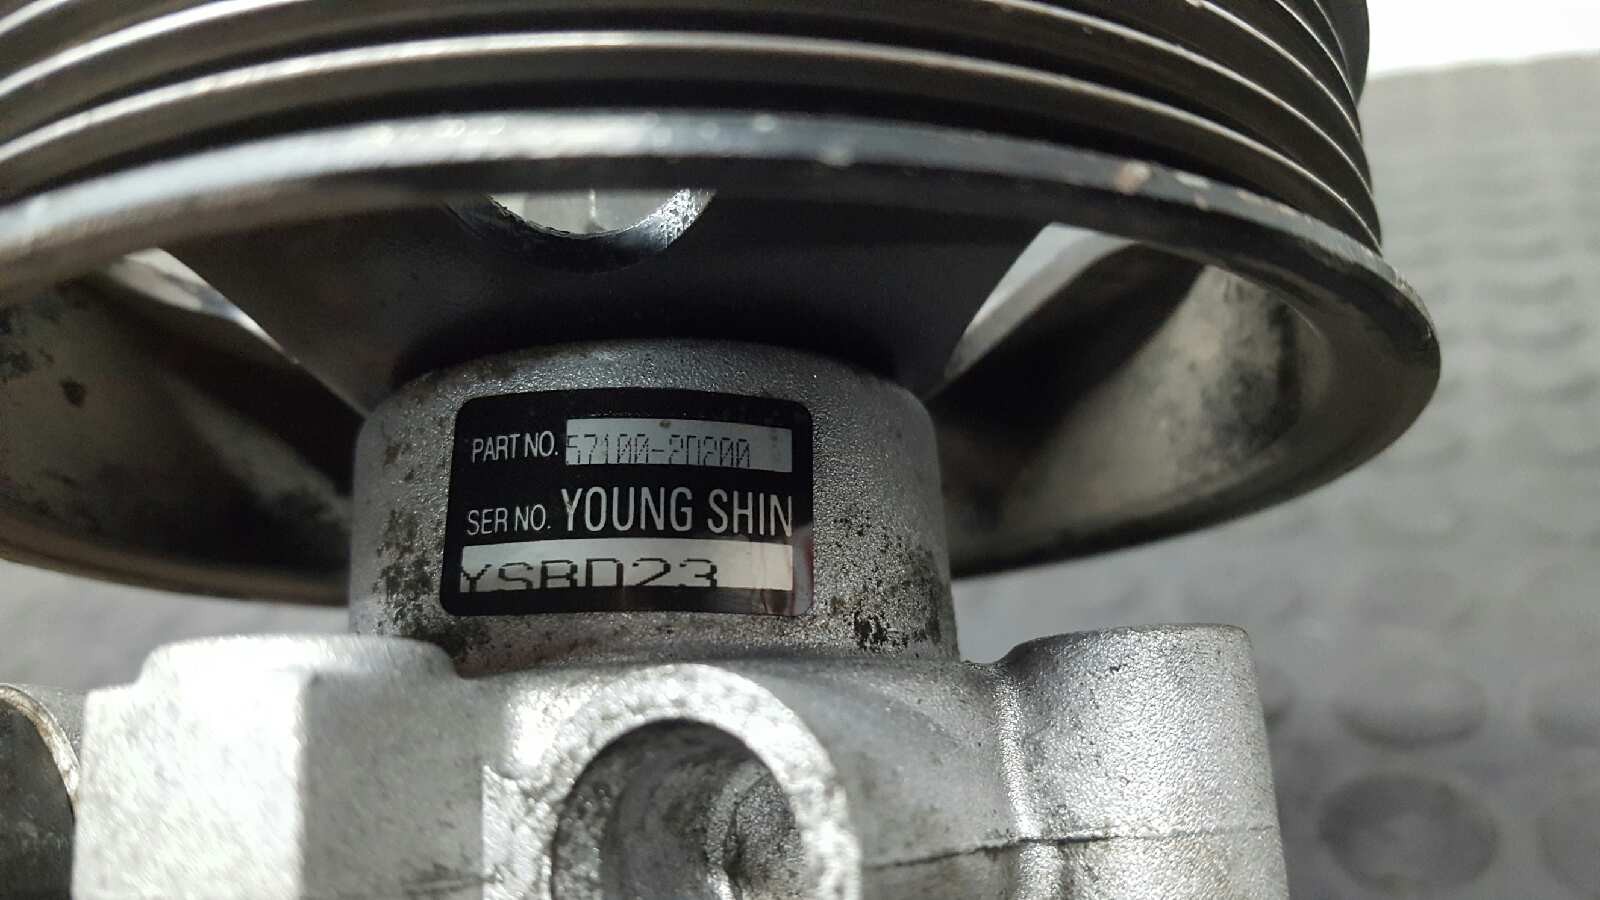 PART NO. 57100-2D200
SER NO. YOUNG SHIN
YSBD23